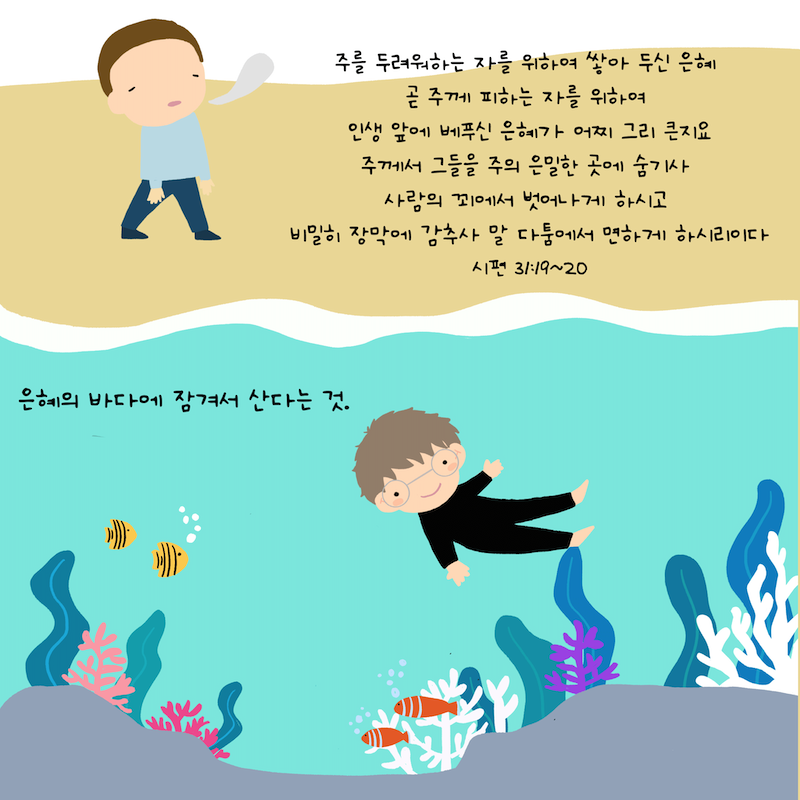 주를 두려워하는 자를 위하여 쌓아 두신 은혜
곧 주께 피하는 자를 위하여
인생 앞에 베푸신 은혜가 어찌 그리 큰지요
주께서 그들을 주의 은밀한 곳에 숨기사
사람의 꾀에서 벗어나게 하시고
비밀히 장막에 감추사 말 다툼에서 면하게 하시리이다
시편 31:19~20
은혜의 바다에 잠겨서 산다는 것.